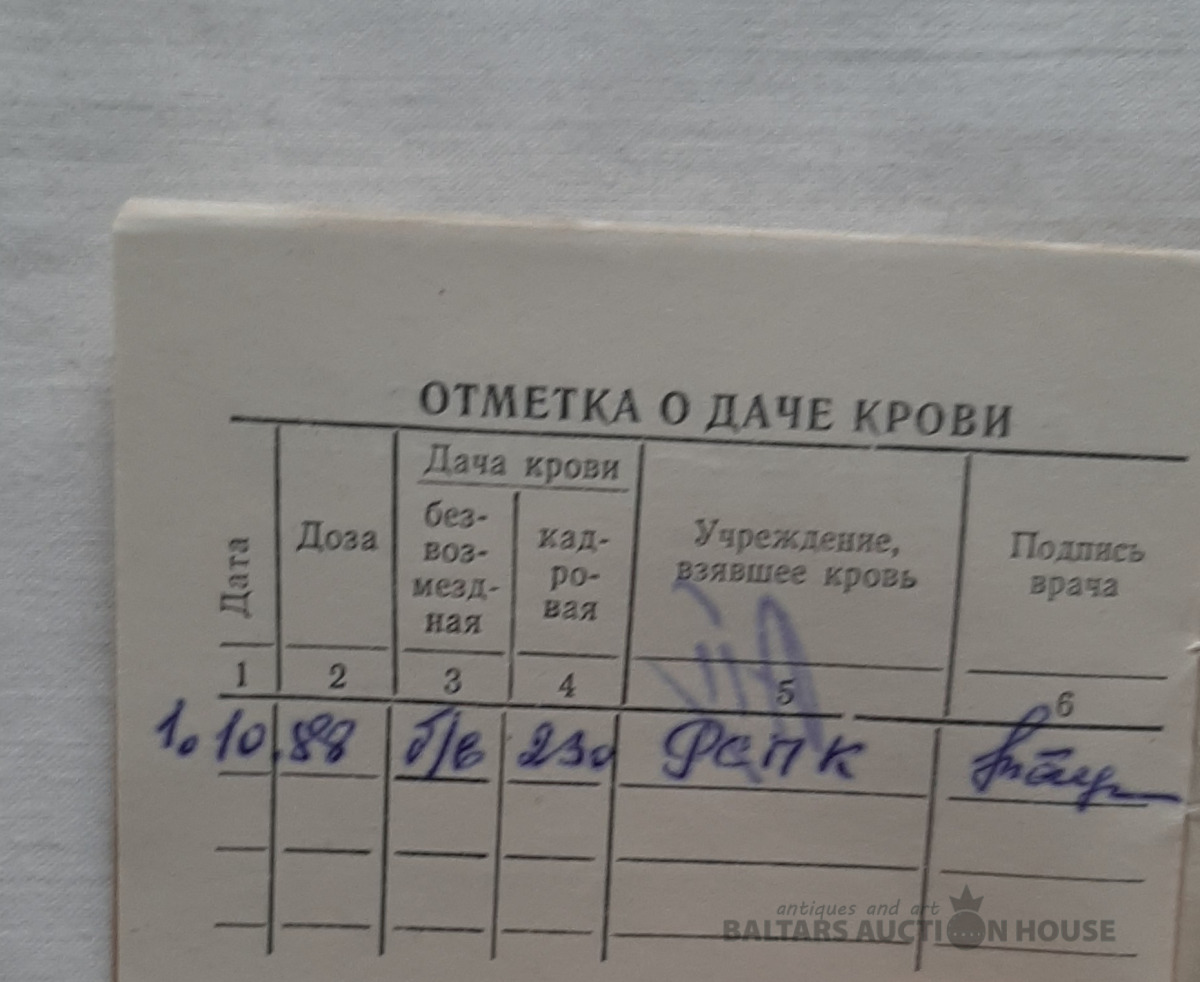 ОТМЕТКА О ДАЧЕ КРОВИ
Дата
Доза
Дача крови
без-
воз-
мезд-
ная
кад-
ро-
вая
Учреждение,
взявшее кровь
Подпись
врача
1 2 3 4 5 6
1.10.88 б/в 230 РСПК
antiques and art
BALTARS AUCTION HOUSE